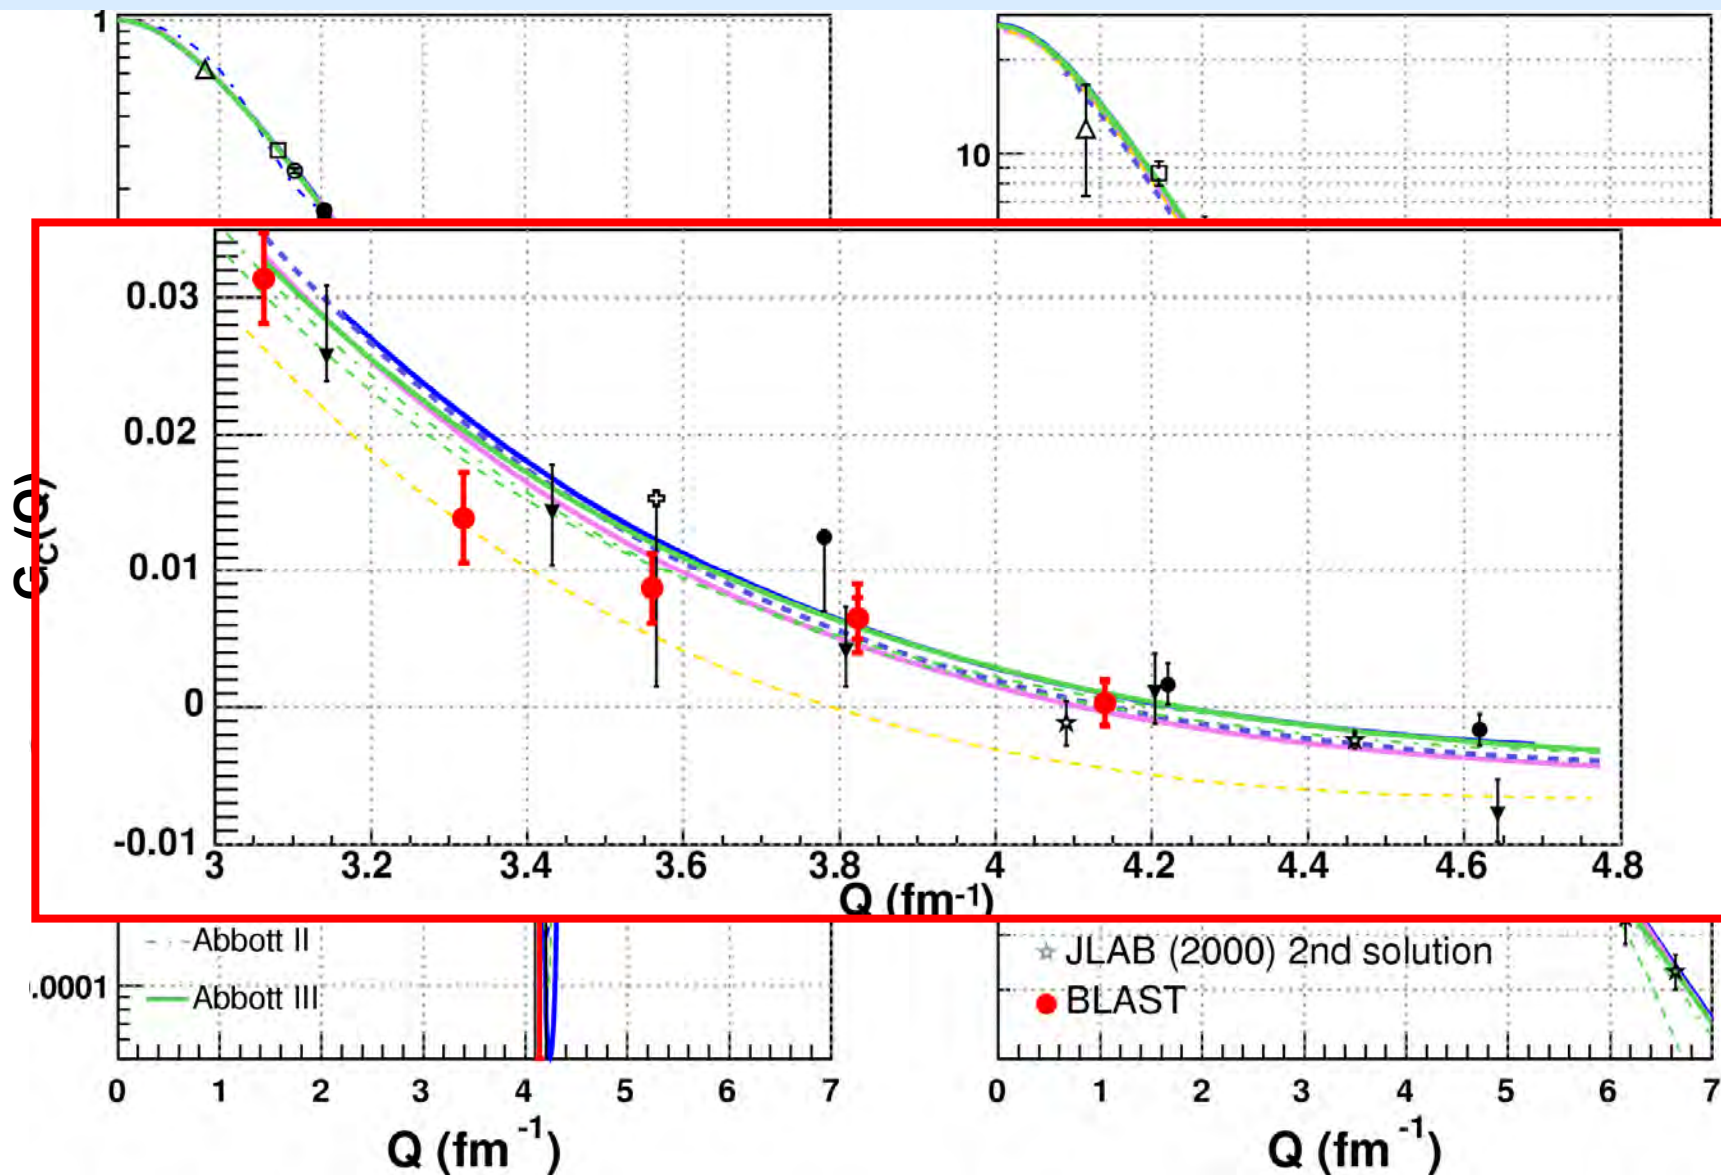 1
10
0.03
0.02
0.01
0
-0.01
(Q)
3 3.2 3.4 3.6 3.8 4 4.2 4.4 4.6 4.8
Q (fm-1)
Abbott II
.0001
Abbott III
JLAB (2000) 2nd solution
BLAST
0 1 2 3 4 5 6 7
0 1 2 3 4 5 6 7
Q (fm-1)
Q (fm-1)